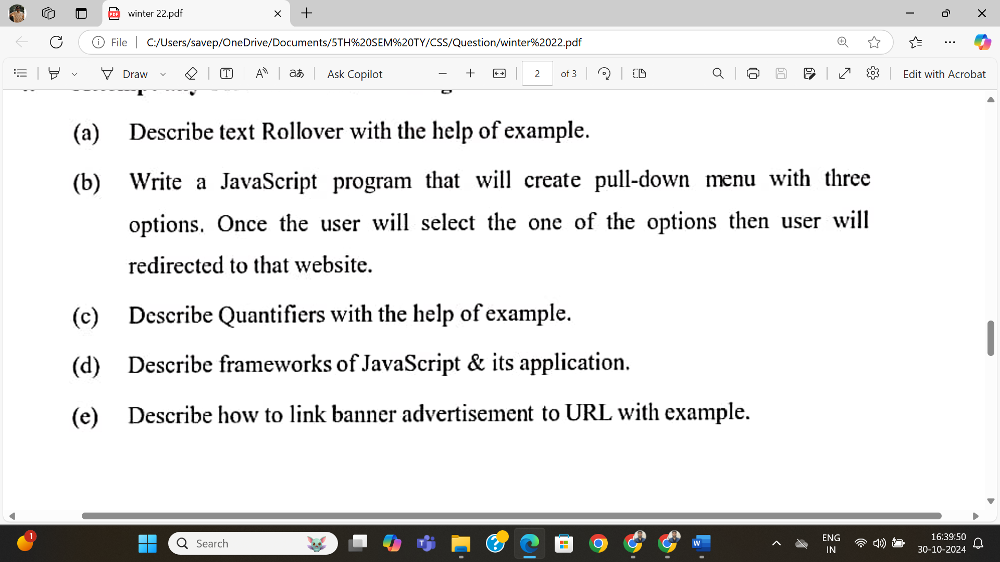 winter 22.pdf
File C:/Users/savep/OneDrive/Documents/5TH%20SEM%20TY/CSS/Question/winter%2022.pdf
Draw Ask Copilot 2 of 3 Edit with Acrobat
(a) Describe text Rollover with the help of example.
(b) Write a JavaScript program that will create pull-down menu with three
options. Once the user will select the one of the options then user will
redirected to that website.
(c) Describe Quantifiers with the help of example.
(d) Describe frameworks of JavaScript & its application.
(e) Describe how to link banner advertisement to URL with example.
1 Search ENG 16:39:50
IN 30-10-2024